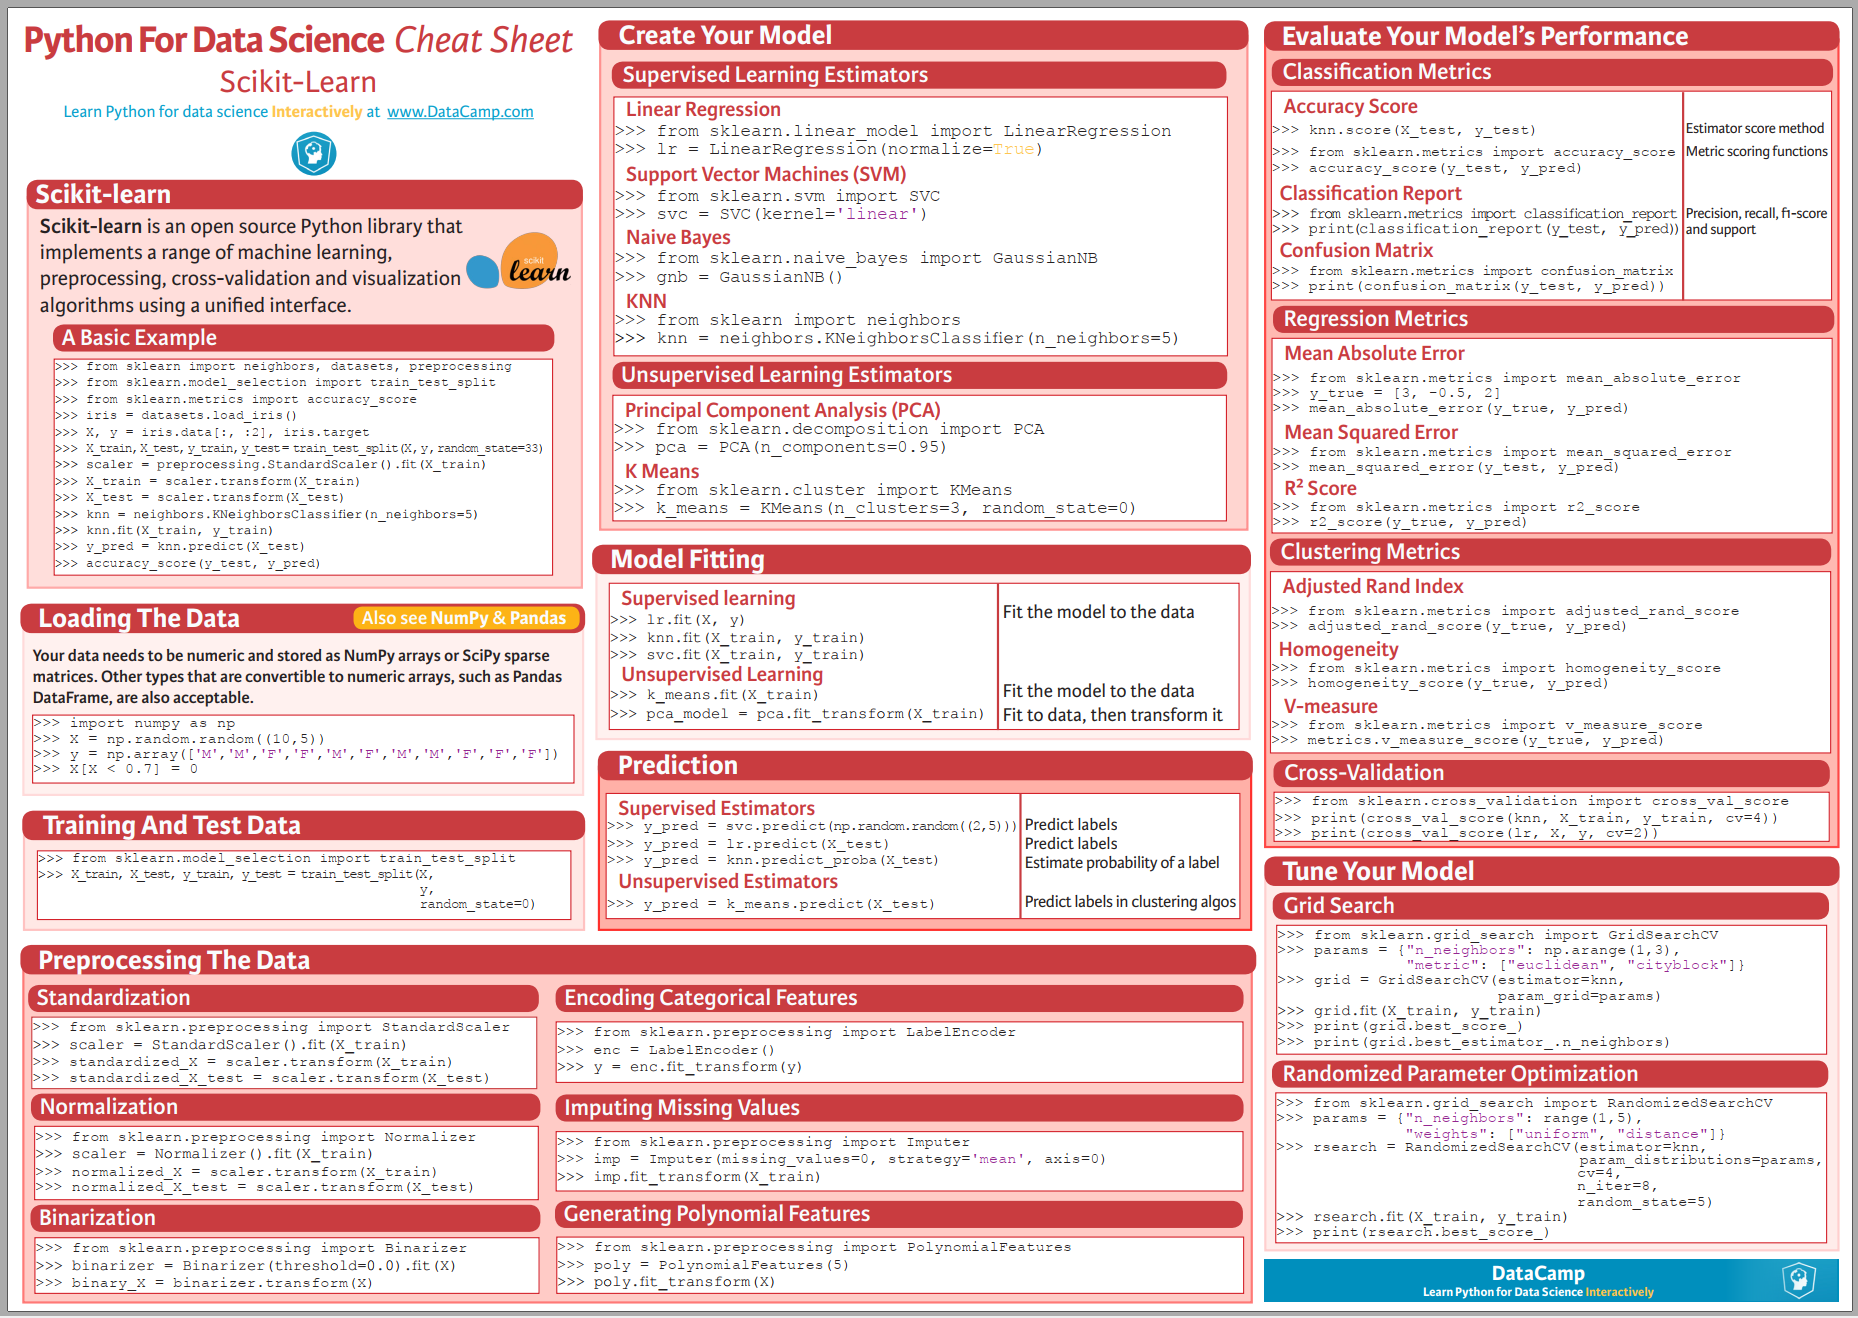 Python For Data Science Cheat Sheet
Scikit-Learn
Learn Python for data science Interactively at www.DataCamp.com
Scikit-learn
Scikit-learn is an open source Python library that
implements a range of machine learning,
preprocessing, cross-validation and visualization
algorithms using a unified interface.
scikit
learn
A Basic Example
>>> from sklearn import neighbors, datasets, preprocessing
>>> from sklearn.model_selection import train_test_split
>>> from sklearn.metrics import accuracy_score
>>> iris = datasets.load_iris()
>>> X, y = iris.data[:, :2], iris.target
>>> X_train, X_test, y_train, y_test = train_test_split(X, y, random_state=33)
>>> scaler = preprocessing.StandardScaler().fit(X_train)
>>> X_train = scaler.transform(X_train)
>>> X_test = scaler.transform(X_test)
>>> knn = neighbors.KNeighborsClassifier(n_neighbors=5)
>>> knn.fit(X_train, y_train)
>>> y_pred = knn.predict(X_test)
>>> accuracy_score(y_test, y_pred)
Loading The Data
Also see NumPy & Pandas
Your data needs to be numeric and stored as NumPy arrays or SciPy sparse
matrices. Other types that are convertible to numeric arrays, such as Pandas
DataFrame, are also acceptable.
>>> import numpy as np
>>> X = np.random.random((10,5))
>>> y = np.array(['M','M','F','F','M','F','M','M','F','F','F'])
>>> X[X < 0.7] = 0
Training And Test Data
>>> from sklearn.model_selection import train_test_split
>>> X_train, X_test, y_train, y_test = train_test_split(X,
y,
random_state=0)
Preprocessing The Data
Standardization
>>> from sklearn.preprocessing import StandardScaler
>>> scaler = StandardScaler().fit(X_train)
>>> standardized_X = scaler.transform(X_train)
>>> standardized_X_test = scaler.transform(X_test)
Normalization
>>> from sklearn.preprocessing import Normalizer
>>> scaler = Normalizer().fit(X_train)
>>> normalized_X = scaler.transform(X_train)
>>> normalized_X_test = scaler.transform(X_test)
Binarization
>>> from sklearn.preprocessing import Binarizer
>>> binarizer = Binarizer(threshold=0.0).fit(X)
>>> binary_X = binarizer.transform(X)
Encoding Categorical Features
>>> from sklearn.preprocessing import LabelEncoder
>>> enc = LabelEncoder()
>>> y = enc.fit_transform(y)
Imputing Missing Values
>>> from sklearn.preprocessing import Imputer
>>> imp = Imputer(missing_values=0, strategy='mean', axis=0)
>>> imp.fit_transform(X_train)
Generating Polynomial Features
>>> from sklearn.preprocessing import PolynomialFeatures
>>> poly = PolynomialFeatures(5)
>>> poly.fit_transform(X)
Create Your Model
Supervised Learning Estimators
Linear Regression
>>> from sklearn.linear_model import LinearRegression
>>> lr = LinearRegression(normalize=True)
Support Vector Machines (SVM)
>>> from sklearn.svm import SVC
>>> svc = SVC(kernel='linear')
Naive Bayes
>>> from sklearn.naive_bayes import GaussianNB
>>> gnb = GaussianNB()
KNN
>>> from sklearn import neighbors
>>> knn = neighbors.KNeighborsClassifier(n_neighbors=5)
Unsupervised Learning Estimators
Principal Component Analysis (PCA)
>>> from sklearn.decomposition import PCA
>>> pca = PCA(n_components=0.95)
K Means
>>> from sklearn.cluster import KMeans
>>> k_means = KMeans(n_clusters=3, random_state=0)
Model Fitting
Supervised learning
>>> lr.fit(X, y)
Fit the model to the data
>>> knn.fit(X_train, y_train)
>>> svc.fit(X_train, y_train)
Unsupervised Learning
>>> k_means.fit(X_train)
Fit the model to the data
>>> pca_model = pca.fit_transform(X_train)
Fit to data, then transform it
Prediction
Supervised Estimators
>>> y_pred = svc.predict(np.random.random((2,5)))
Predict labels
>>> y_pred = lr.predict(X_test)
Predict labels
>>> y_pred = knn.predict_proba(X_test)
Estimate probability of a label
Unsupervised Estimators
>>> y_pred = k_means.predict(X_test)
Predict labels in clustering algos
Evaluate Your Model's Performance
Classification Metrics
Accuracy Score
>>> knn.score(X_test, y_test)
Estimator score method
>>> from sklearn.metrics import accuracy_score
Metric scoring functions
>>> accuracy_score(y_test, y_pred)
Classification Report
>>> from sklearn.metrics import classification_report
Precision, recall, f1-score
>>> print(classification_report(y_test, y_pred))
and support
Confusion Matrix
>>> from sklearn.metrics import confusion_matrix
>>> print(confusion_matrix(y_test, y_pred))
Regression Metrics
Mean Absolute Error
>>> from sklearn.metrics import mean_absolute_error
>>> y_true = [3, -0.5, 2]
>>> mean_absolute_error(y_true, y_pred)
Mean Squared Error
>>> from sklearn.metrics import mean_squared_error
>>> mean_squared_error(y_test, y_pred)
R² Score
>>> from sklearn.metrics import r2_score
>>> r2_score(y_true, y_pred)
Clustering Metrics
Adjusted Rand Index
>>> from sklearn.metrics import adjusted_rand_score
>>> adjusted_rand_score(y_true, y_pred)
Homogeneity
>>> from sklearn.metrics import homogeneity_score
>>> homogeneity_score(y_true, y_pred)
V-measure
>>> from sklearn.metrics import v_measure_score
>>> metrics.v_measure_score(y_true, y_pred)
Cross-Validation
>>> from sklearn.cross_validation import cross_val_score
>>> print(cross_val_score(knn, X_train, y_train, cv=4))
>>> print(cross_val_score(lr, X, y, cv=2))
Tune Your Model
Grid Search
>>> from sklearn.grid_search import GridSearchCV
>>> params = {"n_neighbors": np.arange(1,3),
"metric": ["euclidean", "cityblock"]}
>>> grid = GridSearchCV(estimator=knn,
param_grid=params)
>>> grid.fit(X_train, y_train)
>>> print(grid.best_score_)
>>> print(grid.best_estimator_.n_neighbors)
Randomized Parameter Optimization
>>> from sklearn.grid_search import RandomizedSearchCV
>>> params = {"n_neighbors": range(1,5),
"weights": ["uniform", "distance"]}
>>> rsearch = RandomizedSearchCV(estimator=knn,
param_distributions=params,
cv=4,
n_iter=8,
random_state=5)
>>> rsearch.fit(X_train, y_train)
>>> print(rsearch.best_score_)
DataCamp
Learn Python for Data Science Interactively